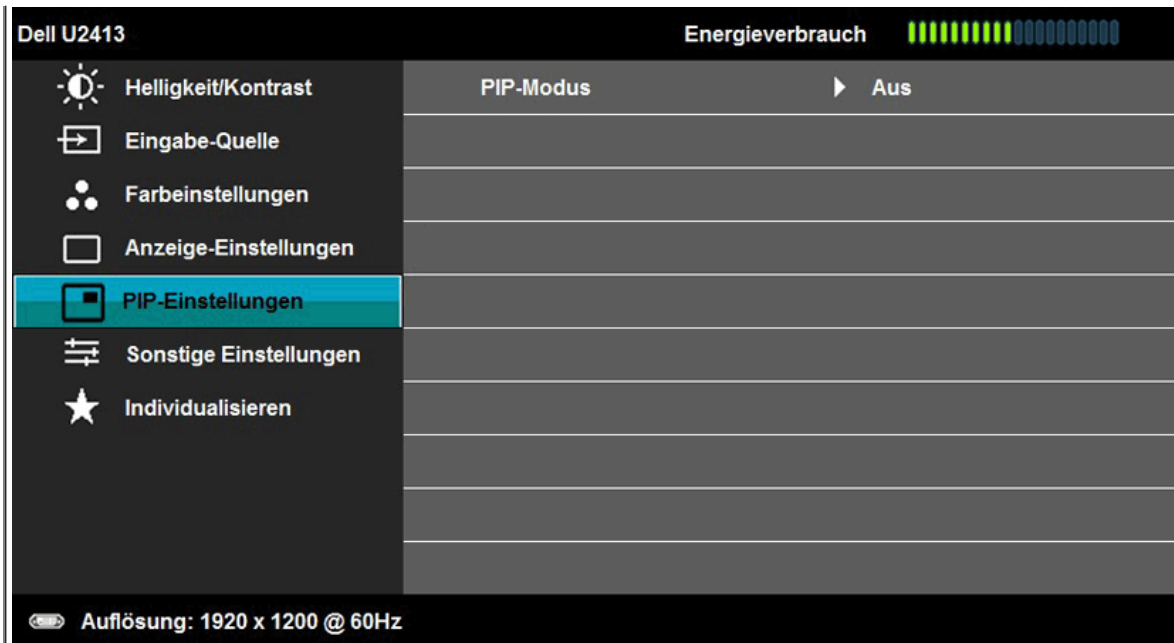 Dell U2413
Energieverbrauch
Helligkeit/Kontrast
PIP-Modus
Aus
Eingabe-Quelle
Farbeinstellungen
Anzeige-Einstellungen
PIP-Einstellungen
Sonstige Einstellungen
Individualisieren
Auflösung: 1920 x 1200 @ 60Hz